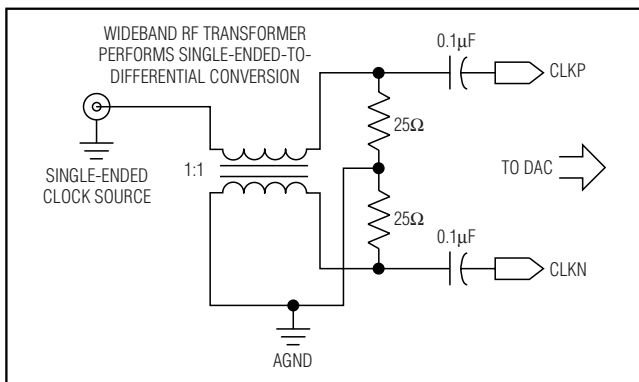 WIDEBAND RF TRANSFORMER
PERFORMS SINGLE-ENDED-TO-
DIFFERENTIAL CONVERSION
0.1μF
CLKP
25Ω
1:1
SINGLE-ENDED
CLOCK SOURCE
TO DAC
25Ω
0.1μF
CLKN
AGND